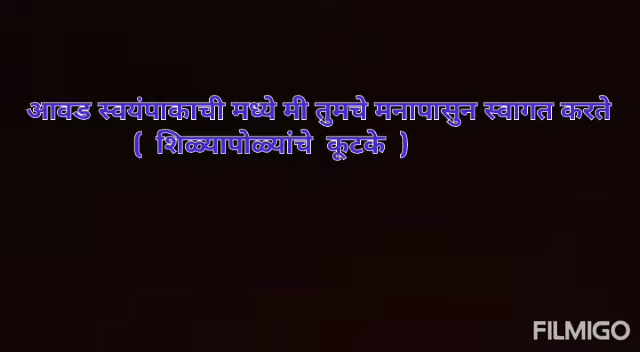 आवड स्वयंपाकाची मध्ये मी तुमचे मनापासुन स्वागत करते
( शिळ्यापोळ्यांचे कूटके )
FILMIGO